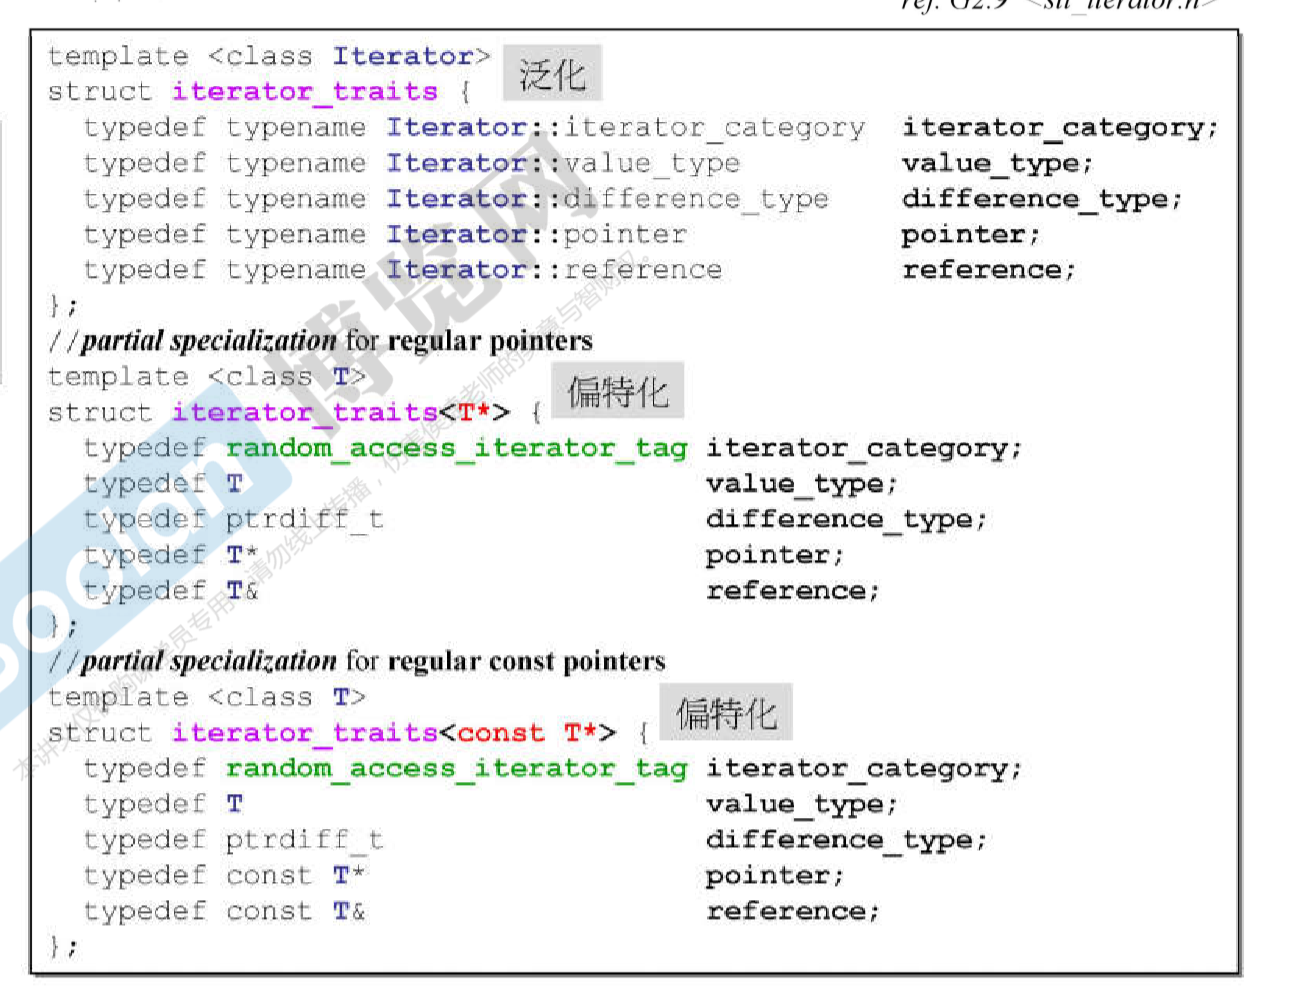 ref. G2.9 <stl_iterator.h>
template <class Iterator> 泛化
struct iterator_traits {
typedef typename Iterator::iterator_category iterator_category;
typedef typename Iterator::value_type value_type;
typedef typename Iterator::difference_type difference_type;
typedef typename Iterator::pointer pointer;
typedef typename Iterator::reference reference;
};
//partial specialization for regular pointers
template <class T> 偏特化
struct iterator_traits<T*> {
typedef random_access_iterator_tag iterator_category;
typedef T value_type;
typedef ptrdiff_t difference_type;
typedef T* pointer;
typedef T& reference;
};
//partial specialization for regular const pointers
template <class T> 偏特化
struct iterator_traits<const T*> {
typedef random_access_iterator_tag iterator_category;
typedef T value_type;
typedef ptrdiff_t difference_type;
typedef const T* pointer;
typedef const T& reference;
};
博览网